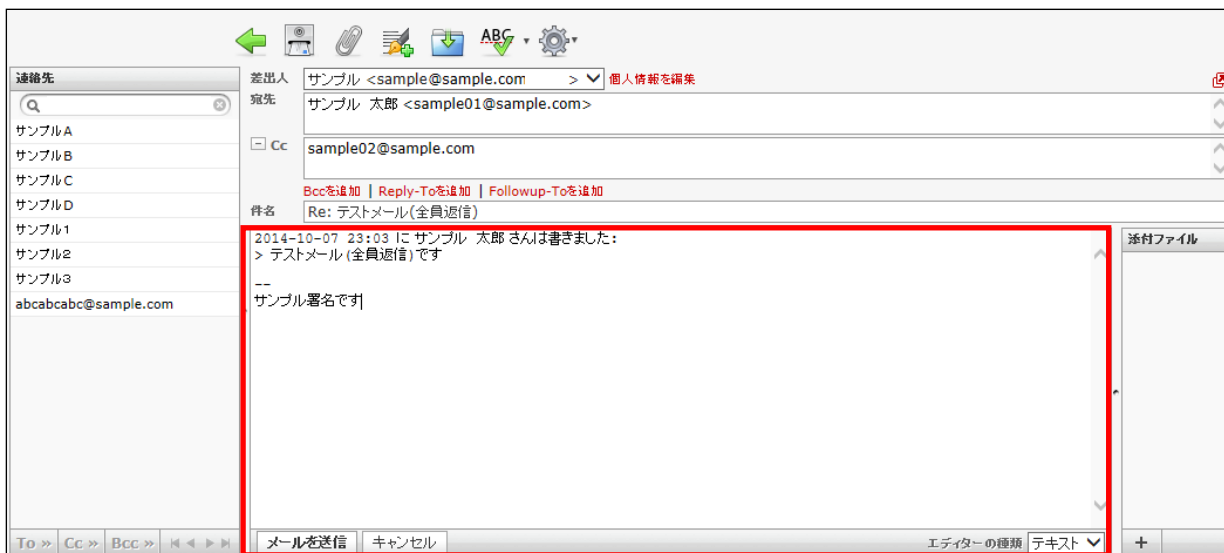 ABC
連絡先
サンプルA
サンプルB
サンプルC
サンプルD
サンプル1
サンプル2
サンプル3
abcabcabc@sample.com
To » Cc » Bcc »
差出人 サンプル <sample@sample.com > 個人情報を編集
宛先 サンプル 太郎 <sample01@sample.com>
Cc sample02@sample.com
Bccを追加 | Reply-Toを追加 | Followup-Toを追加
件名 Re: テストメール(全員返信)
2014-10-07 23:03 に サンプル 太郎 さんは書きました:
> テストメール(全員返信)です
--
サンプル署名です
メールを送信 キャンセル エディターの種類 テキスト
添付ファイル
+